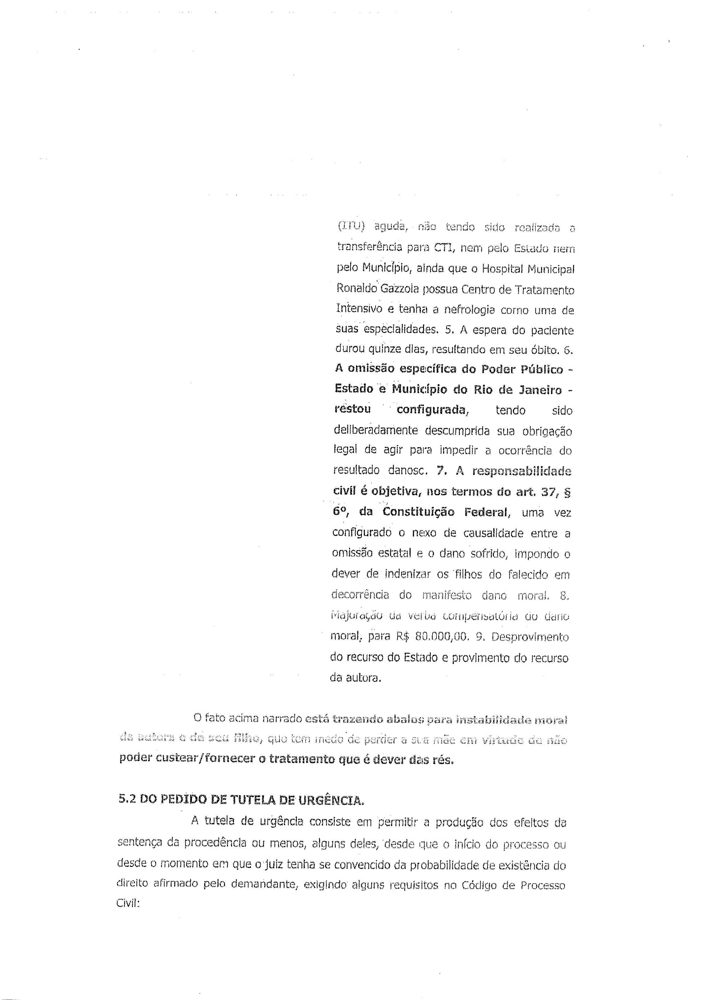 (ITU) aguda, não tendo sido realizada a
transferência para CTI, nem pelo Estado nem
pelo Município, ainda que o Hospital Municipal
Ronaldo Gazzola possua Centro de Tratamento
Intensivo e tenha a nefrologia como uma de
suas especialidades. 5. A espera do paciente
durou quinze dias, resultando em seu óbito. 6.
A omissão específica do Poder Público -
Estado e Município do Rio de Janeiro -
restou configurada, tendo sido
deliberadamente descumprida sua obrigação
legal de agir para impedir a ocorrência do
resultado danoso. 7. A responsabilidade
civil é objetiva, nos termos do art. 37, §
6º, da Constituição Federal, uma vez
configurado o nexo de causalidade entre a
omissão estatal e o dano sofrido, impondo o
dever de indenizar os filhos do falecido em
decorrência do manifesto dano moral. 8.
Majoração da verba compensatória do dano
moral, para R$ 80.000,00. 9. Desprovimento
do recurso do Estado e provimento do recurso
da autora.
O fato acima narrado está trazendo abalos para instabilidade moral
da autora e de seu filho, que tem medo de perder a sua mãe em virtude de não
poder custear/fornecer o tratamento que é dever das rés.
5.2 DO PEDIDO DE TUTELA DE URGÊNCIA.
A tutela de urgência consiste em permitir a produção dos efeitos da
sentença da procedência ou menos, alguns deles, desde que o início do processo ou
desde o momento em que o juiz tenha se convencido da probabilidade de existência do
direito afirmado pelo demandante, exigindo alguns requisitos no Código de Processo
Civil: